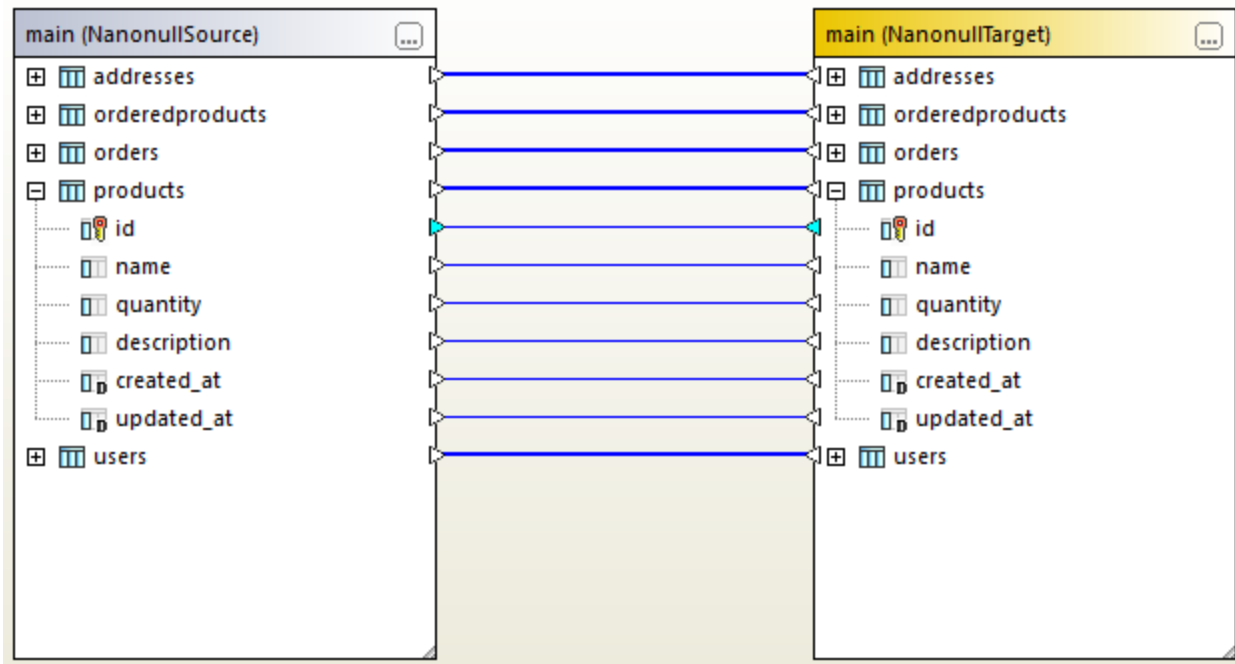 main (NanonullSource)
...
addresses
orderedproducts
orders
products
id
name
quantity
description
D created_at
D updated_at
users
main (NanonullTarget)
...
addresses
orderedproducts
orders
products
id
name
quantity
description
D created_at
D updated_at
users